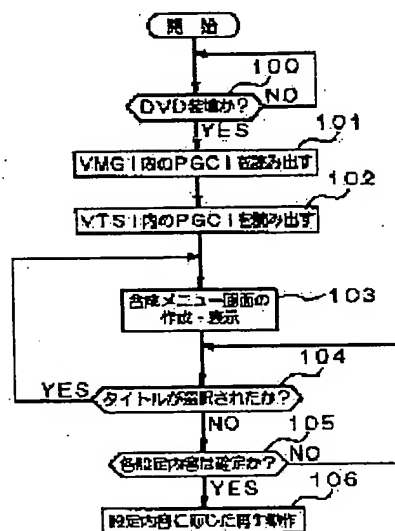 開始
100
DVD装填か?
NO
YES
101
VMGI内のPGCIを読み出す
102
VTSI内のPGCIを読み出す
合成メニュー画面の
作成・表示
103
104
YES
タイトルが選択されたか?
NO
105
各設定内容は確定か?
NO
YES
106
設定内容に応じた再生動作